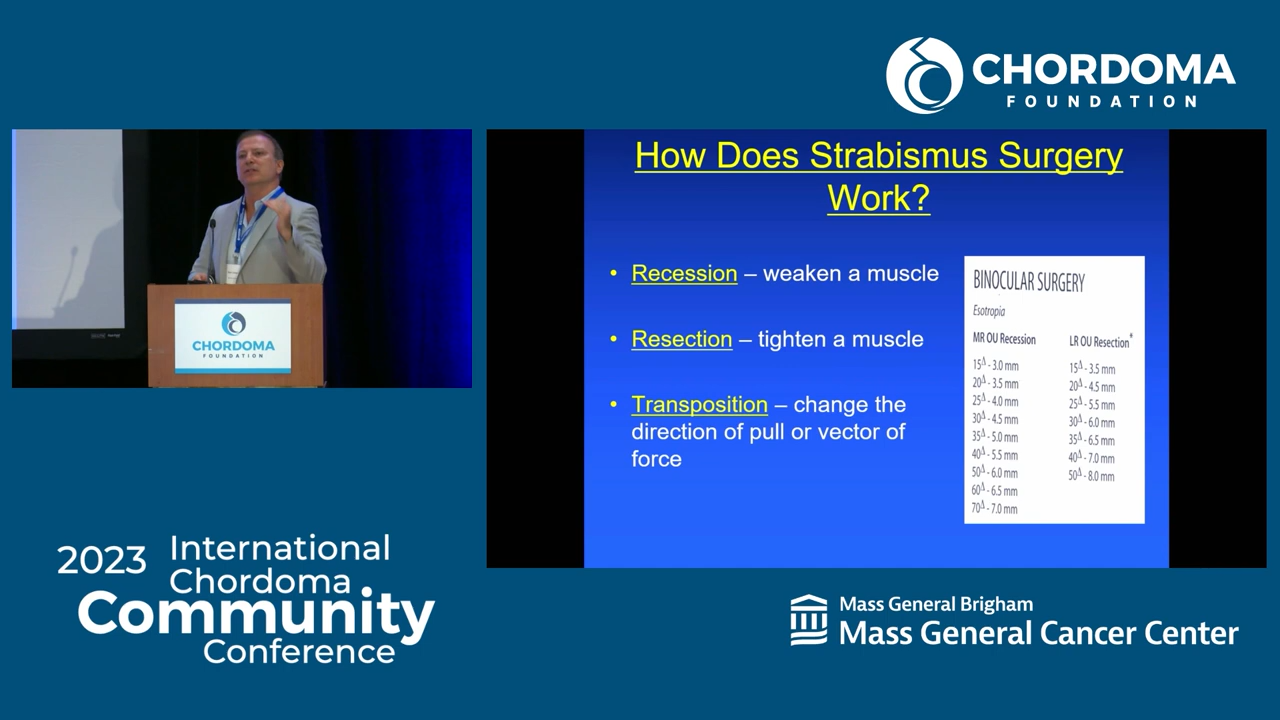 CHORDOMA
FOUNDATION
How Does Strabismus Surgery
Work?
• Recession – weaken a muscle
• Resection – tighten a muscle
• Transposition – change the
direction of pull or vector of
force
BINOCULAR SURGERY
Esotropia
MR OU Recession
15Δ - 3.0 mm
20Δ - 3.5 mm
25Δ - 4.0 mm
30Δ - 4.5 mm
35Δ - 5.0 mm
40Δ - 5.5 mm
50Δ - 6.0 mm
60Δ - 6.5 mm
70Δ - 7.0 mm
LR OU Resection+
15Δ - 3.5 mm
20Δ - 4.5 mm
25Δ - 5.5 mm
30Δ - 6.0 mm
35Δ - 6.5 mm
40Δ - 7.0 mm
50Δ - 8.0 mm
CHORDOMA
FOUNDATION
2023 International
Chordoma
Community
Conference
Mass General Brigham
Mass General Cancer Center